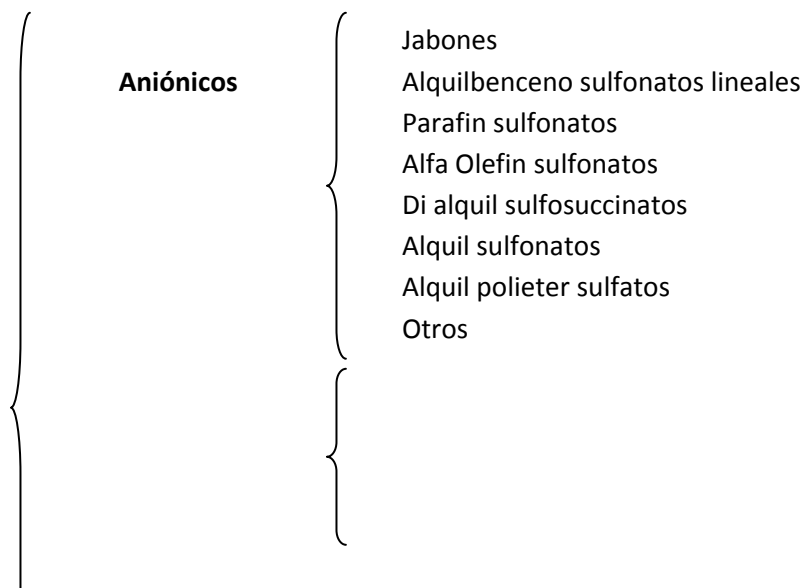 Jabones
Aniónicos Alquilbenceno sulfonatos lineales
Parafin sulfonatos
Alfa Olefin sulfonatos
Di alquil sulfosuccinatos
Alquil sulfonatos
Alquil polieter sulfatos
Otros